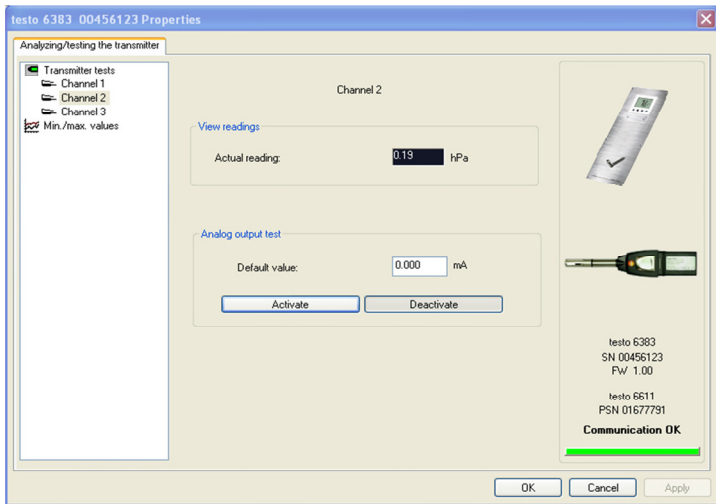 testo 6383 00456123 Properties
Analyzing/testing the transmitter
Transmitter tests
Channel 1
Channel 2
Channel 3
Min./max. values
Channel 2
View readings
Actual reading: 0.19 hPa
Analog output test
Default value: 0.000 mA
Activate Deactivate
testo 6383
SN 00456123
FW 1.00
testo 6611
PSN 01677791
Communication OK
OK Cancel Apply